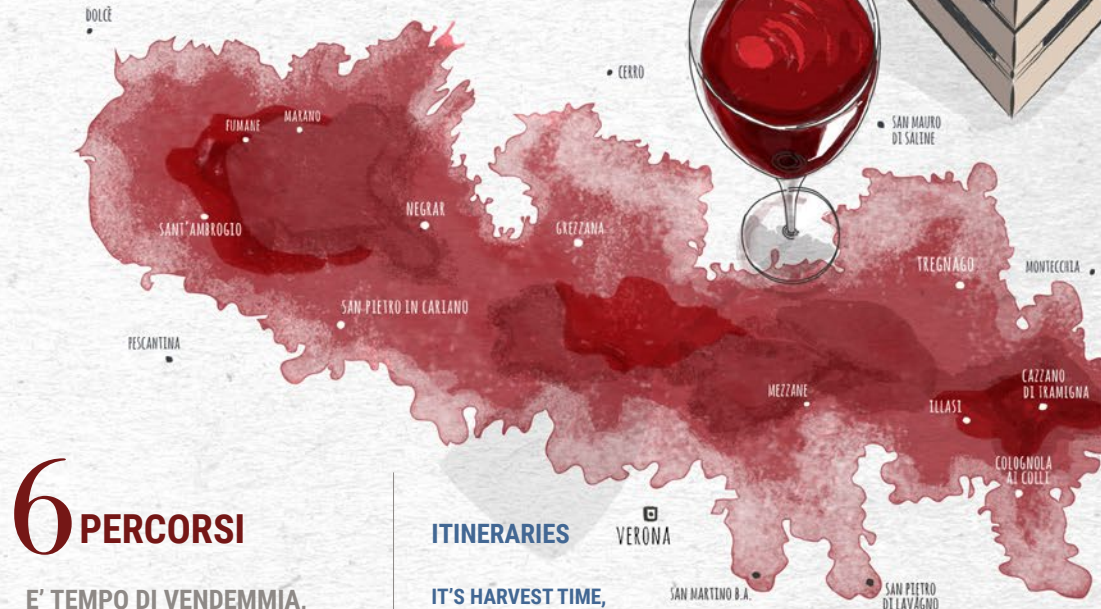 DOLCÈ
CERRO
SAN MAURO
DI SALINE
FUMANE
MARANO
SANT'AMBROGIO
NEGRAR
GREZZANA
TREGNAGO
MONTECCHIA
SAN PIETRO IN CARIANO
PESCANTINA
MEZZANE
ILLASI
CAZZANO
DI TRAMIGNA
COLOGNOLA
AI COLLI
VERONA
SAN MARTINO B.A.
SAN PIETRO
DI LAVAGNO
6 PERCORSI
E' TEMPO DI VENDEMMIA,
ITINERARIES
IT'S HARVEST TIME,